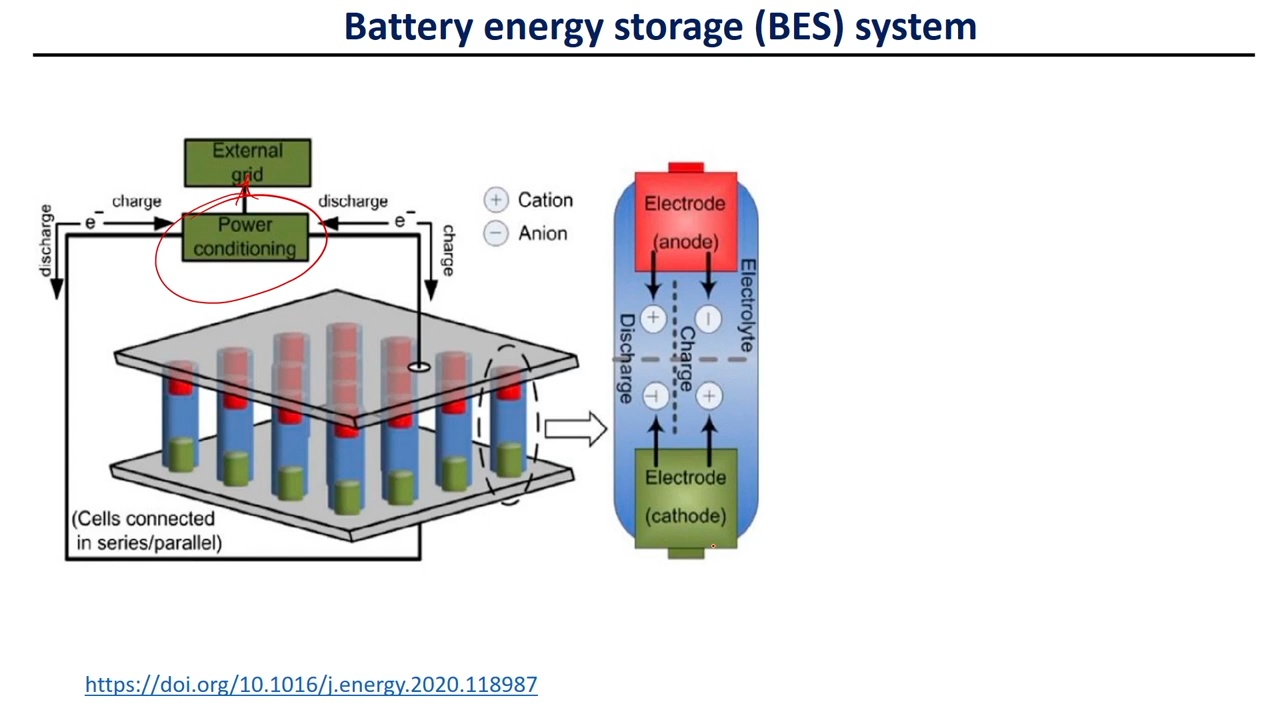 Battery energy storage (BES) system
External
grid
charge
discharge
e⁻
Power
conditioning
e⁻
discharge
charge
+ Cation
− Anion
Electrode
(anode)
Electrolyte
+
−
Discharge
Charge
−
+
Electrode
(cathode)
(Cells connected
in series/parallel)
https://doi.org/10.1016/j.energy.2020.118987